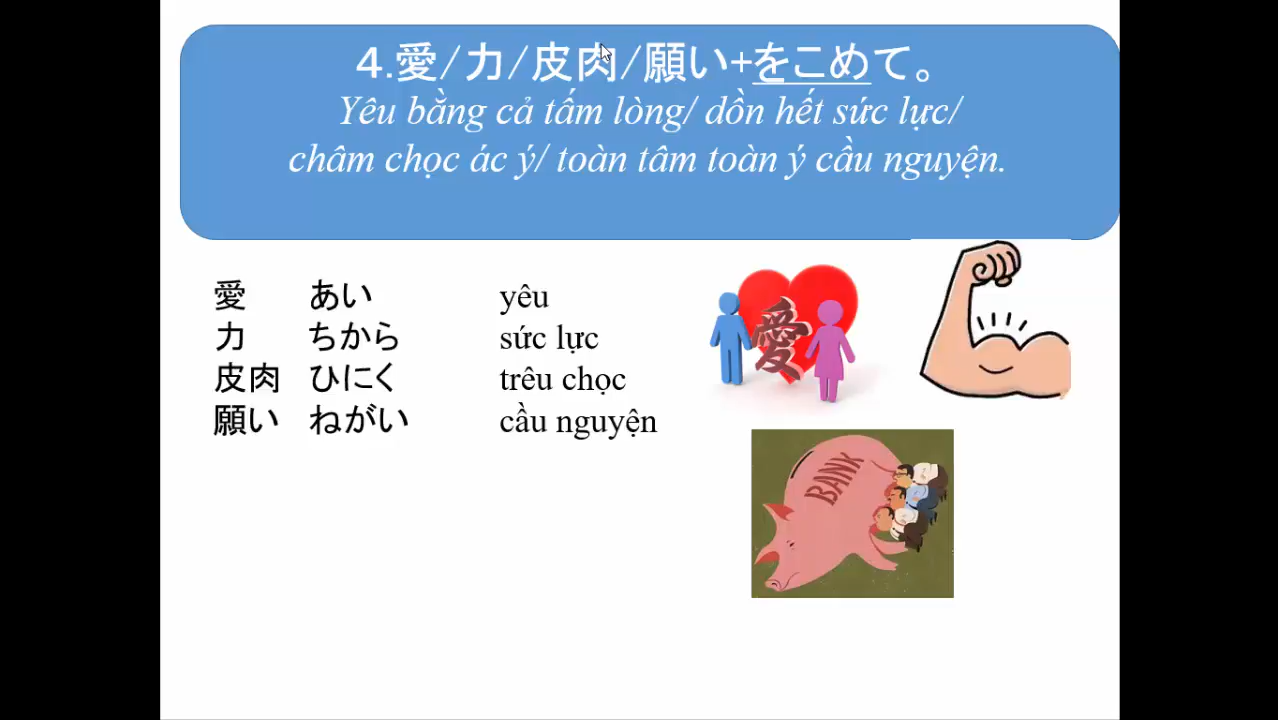 4.愛/力/皮肉/願い+をこめて。
Yêu bằng cả tấm lòng/ dồn hết sức lực/
châm chọc ác ý/ toàn tâm toàn ý cầu nguyện.
愛 あい yêu
力 ちから sức lực
皮肉 ひにく trêu chọc
願い ねがい cầu nguyện
愛
BANK